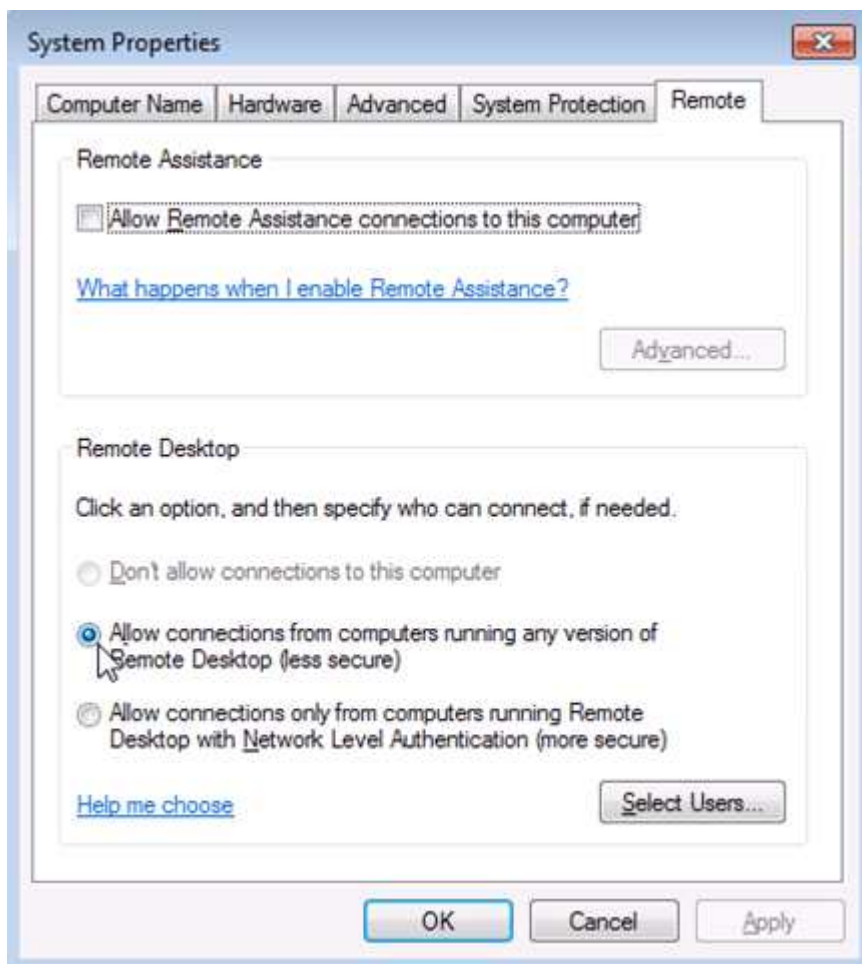 System Properties
Computer Name
Hardware
Advanced
System Protection
Remote
Remote Assistance
Allow Remote Assistance connections to this computer
What happens when I enable Remote Assistance?
Advanced...
Remote Desktop
Click an option, and then specify who can connect, if needed.
Don't allow connections to this computer
Allow connections from computers running any version of
Remote Desktop (less secure)
Allow connections only from computers running Remote
Desktop with Network Level Authentication (more secure)
Help me choose
Select Users...
OK
Cancel
Apply